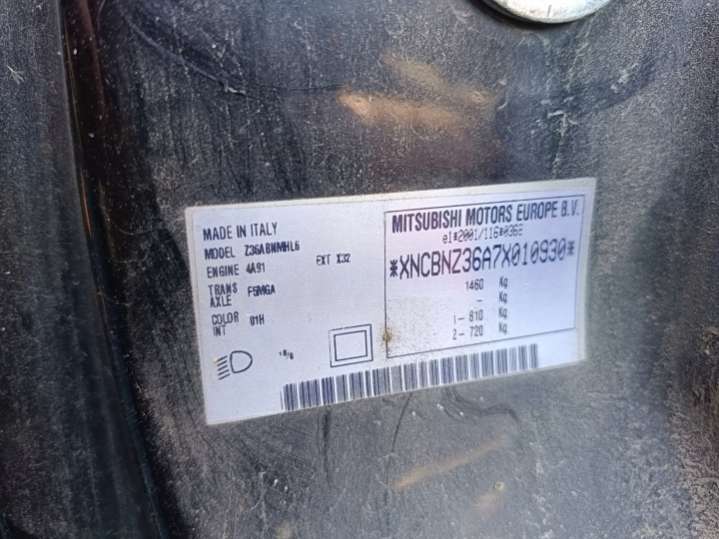 MADE IN ITALY
MODEL Z36ABNMHL6
ENGINE 4A91 EXT X32
TRANS AXLE F5MGA
COLOR INT 01H
MITSUBISHI MOTORS EUROPE B.V.
e1*2001/116*0362
*XNCBNZ36A7X010930*
1460 Kg
- Kg
1- 810 Kg
2- 720 Kg